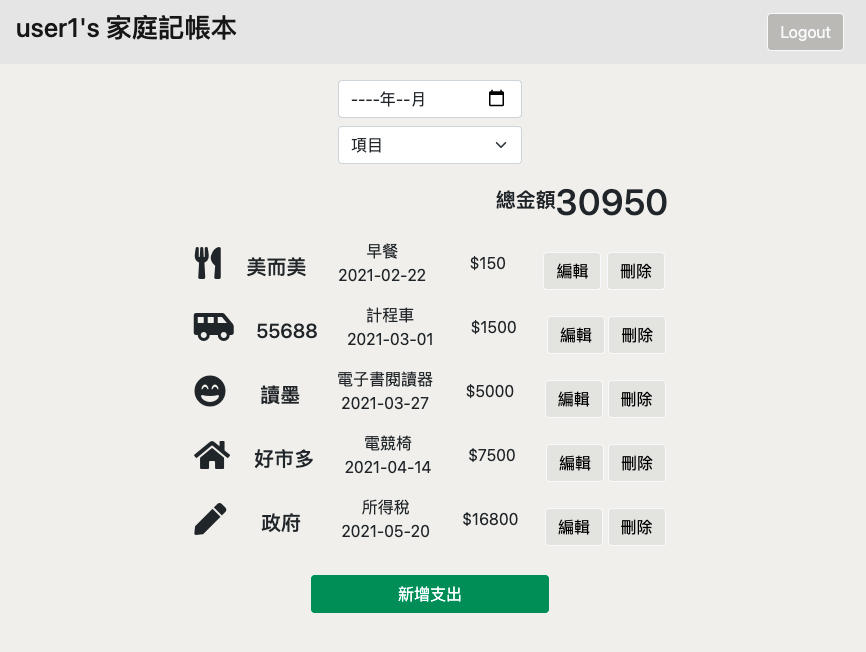 user1's 家庭記帳本
Logout
----年--月
項目
總金額30950
美而美
早餐
2021-02-22
$150
編輯
刪除
55688
計程車
2021-03-01
$1500
編輯
刪除
讀墨
電子書閱讀器
2021-03-27
$5000
編輯
刪除
好市多
電競椅
2021-04-14
$7500
編輯
刪除
政府
所得稅
2021-05-20
$16800
編輯
刪除
新增支出